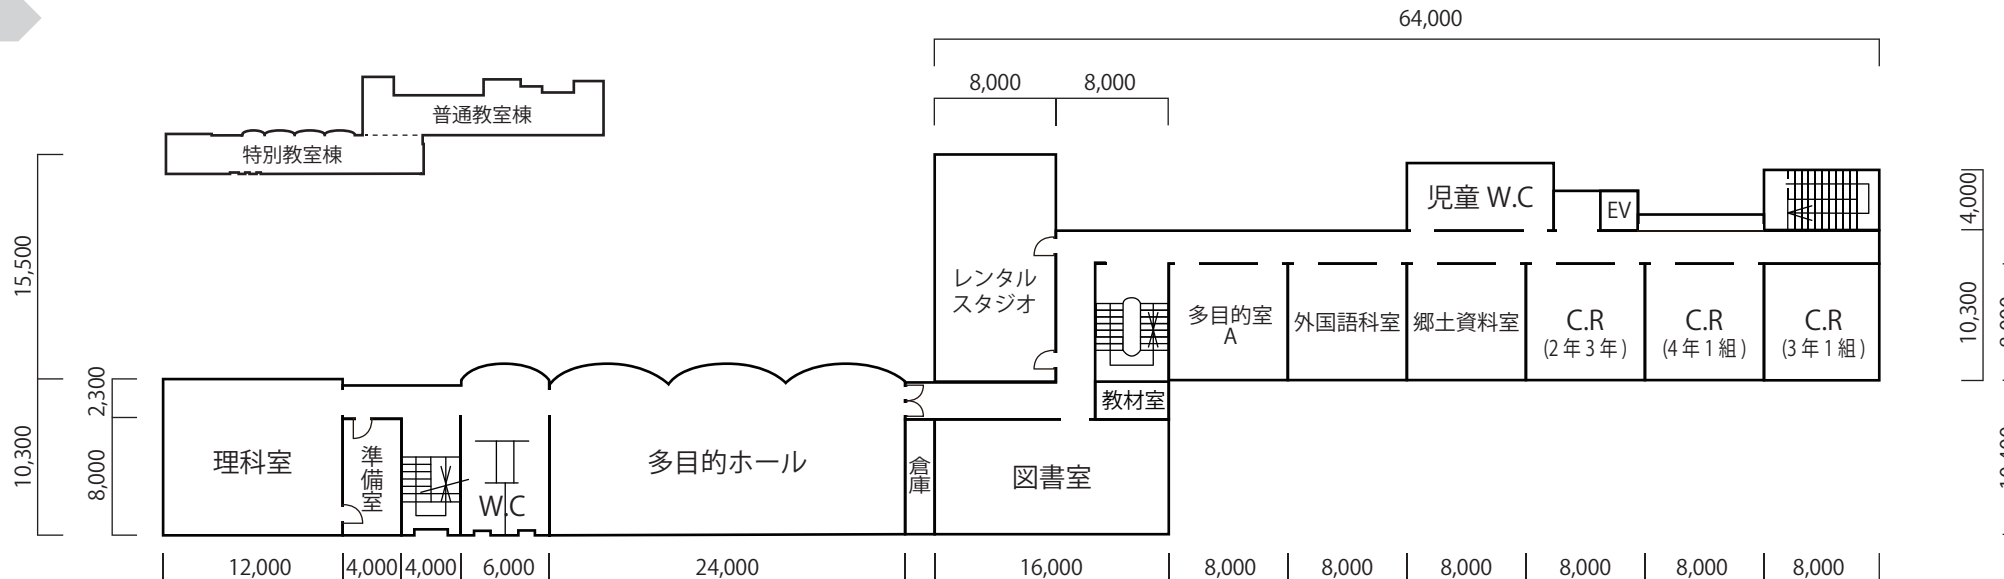 64,000
8,000
8,000
普通教室棟
特別教室棟
15,500
10,300
2,300
8,000
レンタル
スタジオ
児童 W.C
EV
4,000
10,300
多目的室
A
外国語科室
郷土資料室
C.R
(2年3年)
C.R
(4年1組)
C.R
(3年1組)
教材室
理科室
準備室
W.C
多目的ホール
倉庫
図書室
12,000
4,000
4,000
6,000
24,000
16,000
8,000
8,000
8,000
8,000
8,000
8,000